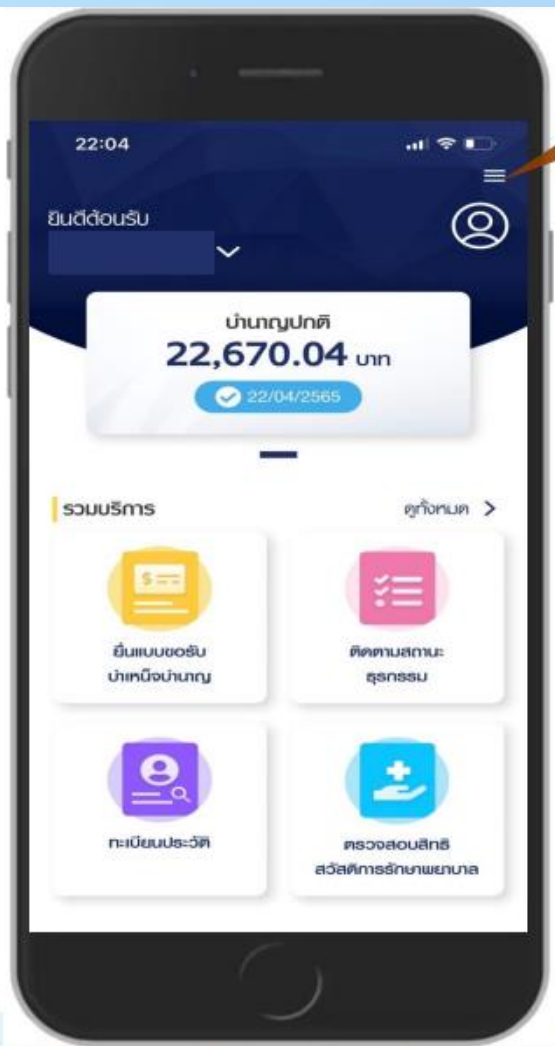 22:04
ยินดีต้อนรับ
บำนาญปกติ
22,670.04 บาท
22/04/2565
รวมบริการ
ดูทั้งหมด >
ยื่นแบบขอรับ
บำเหน็จบำนาญ
ติดตามสถานะ
ธุรกรรม
ทะเบียนประวัติ
ตรวจสอบสิทธิ
สวัสดิการรักษาพยาบาล